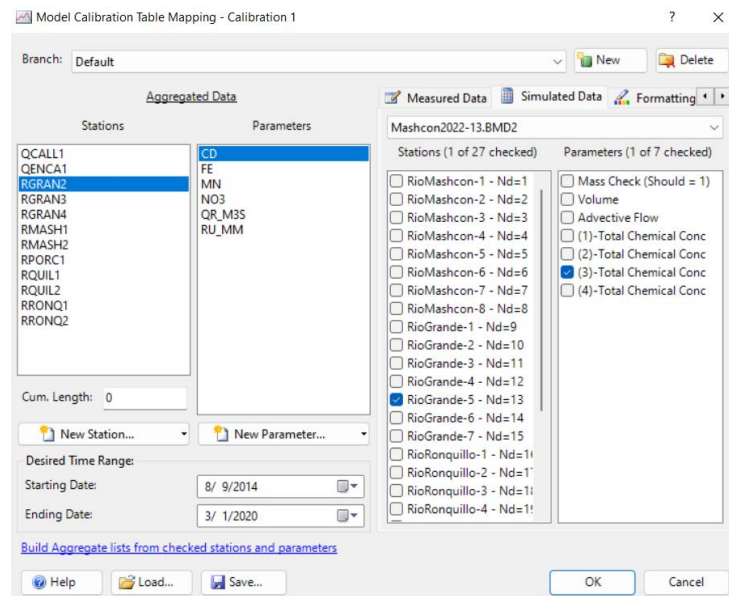 Model Calibration Table Mapping - Calibration 1
? X
Branch: Default
New
Delete
Aggregated Data
Stations
Parameters
QCALL1
QENCA1
RGRAN2
RGRAN3
RGRAN4
RMASH1
RMASH2
RPORC1
RQUIL1
RQUIL2
RRONQ1
RRONQ2
CD
FE
MN
NO3
QR_M3S
RU_MM
Cum. Length: 0
New Station...
New Parameter...
Desired Time Range:
Starting Date: 8/ 9/2014
Ending Date: 3/ 1/2020
Build Aggregate lists from checked stations and parameters
Measured Data
Simulated Data
Formatting
Mashcon2022-13.BMD2
Stations (1 of 27 checked)
Parameters (1 of 7 checked)
RioMashcon-1 - Nd=1
RioMashcon-2 - Nd=2
RioMashcon-3 - Nd=3
RioMashcon-4 - Nd=4
RioMashcon-5 - Nd=5
RioMashcon-6 - Nd=6
RioMashcon-7 - Nd=7
RioMashcon-8 - Nd=8
RioGrande-1 - Nd=9
RioGrande-2 - Nd=10
RioGrande-3 - Nd=11
RioGrande-4 - Nd=12
RioGrande-5 - Nd=13
RioGrande-6 - Nd=14
RioGrande-7 - Nd=15
RioRonquillo-1 -
RioRonquillo-2 -
RioRonquillo-3 -
RioRonquillo-4 -
Mass Check (Should = 1)
Volume
Advective Flow
(1)-Total Chemical Conc
(2)-Total Chemical Conc
(3)-Total Chemical Conc
(4)-Total Chemical Conc
Help
Load...
Save...
OK
Cancel